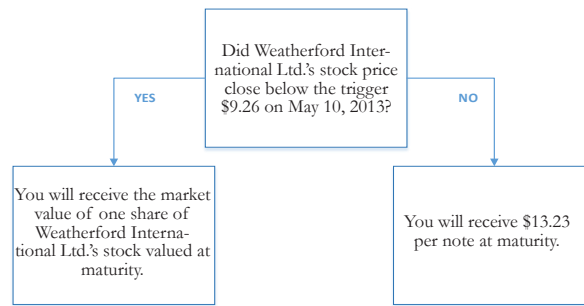 Did Weatherford Inter-
national Ltd.'s stock price
close below the trigger
$9.26 on May 10, 2013?
YES
NO
You will receive the market
value of one share of
Weatherford Interna-
tional Ltd.'s stock valued at
maturity.
You will receive $13.23
per note at maturity.